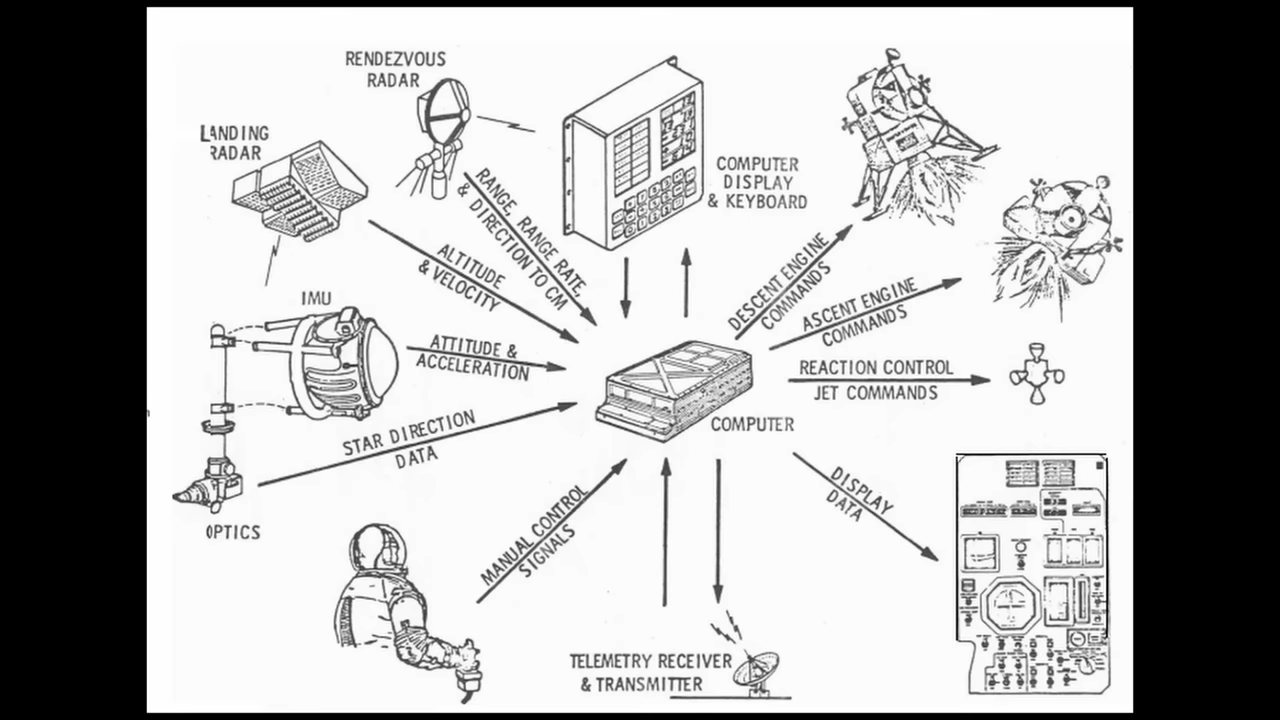 RENDEZVOUS
RADAR
LANDING
RADAR
RANGE, RANGE RATE,
& DIRECTION TO CM
COMPUTER
DISPLAY
& KEYBOARD
ALTITUDE
& VELOCITY
DESCENT ENGINE
COMMANDS
ASCENT ENGINE
COMMANDS
IMU
ATTITUDE &
ACCELERATION
REACTION CONTROL
JET COMMANDS
STAR DIRECTION
DATA
COMPUTER
OPTICS
MANUAL CONTROL
SIGNALS
DISPLAY
DATA
TELEMETRY RECEIVER
& TRANSMITTER